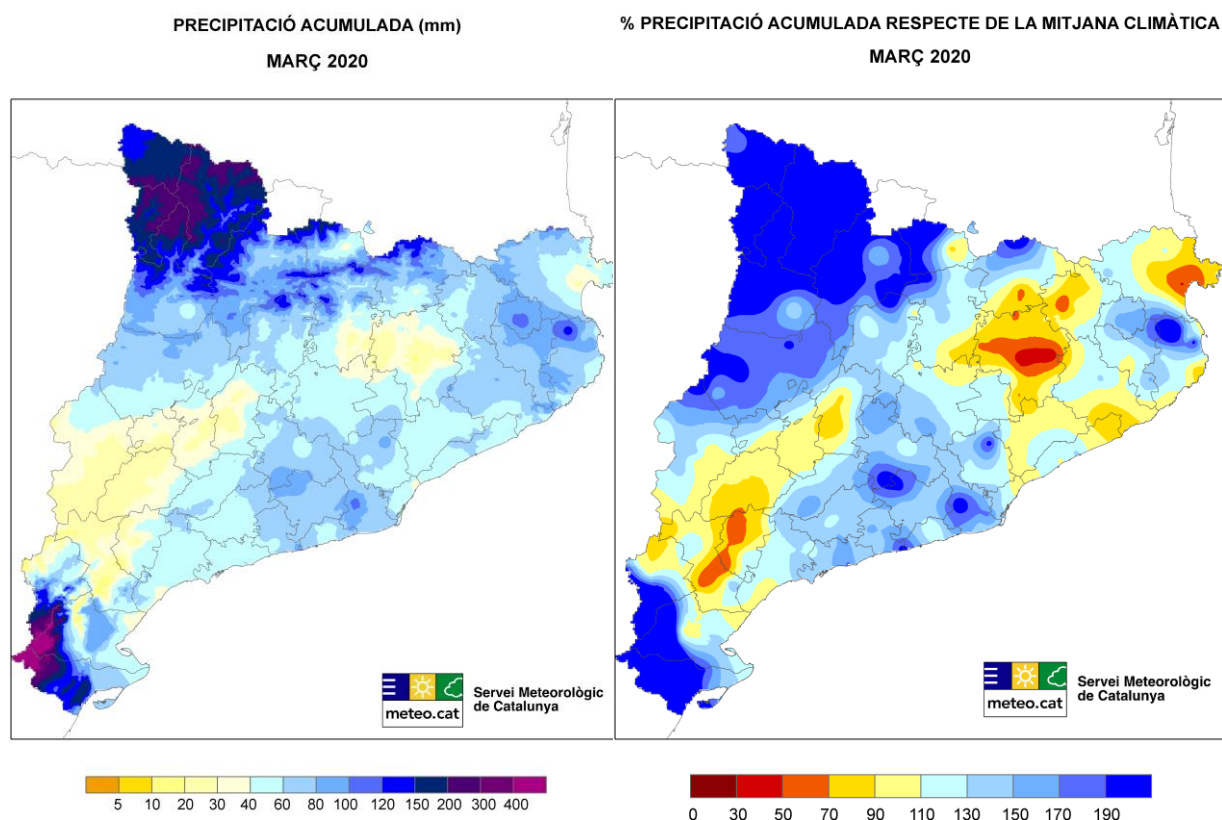 PRECIPITACIÓ ACUMULADA (mm)
MARÇ 2020
% PRECIPITACIÓ ACUMULADA RESPECTE DE LA MITJANA CLIMÀTICA
MARÇ 2020
meteo.cat
Servei Meteorològic
de Catalunya
meteo.cat
Servei Meteorològic
de Catalunya
5 10 20 30 40 60 80 100 120 150 200 300 400
0 30 50 70 90 110 130 150 170 190